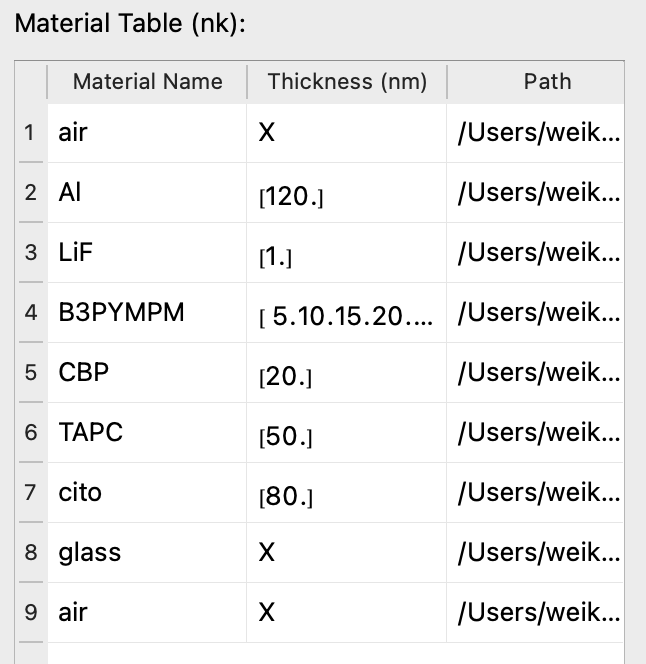 Material Table (nk):
Material Name Thickness (nm) Path
1 air X /Users/weik...
2 Al [120.] /Users/weik...
3 LiF [1.] /Users/weik...
4 B3PYMPM [ 5.10.15.20.... /Users/weik...
5 CBP [20.] /Users/weik...
6 TAPC [50.] /Users/weik...
7 cito [80.] /Users/weik...
8 glass X /Users/weik...
9 air X /Users/weik...